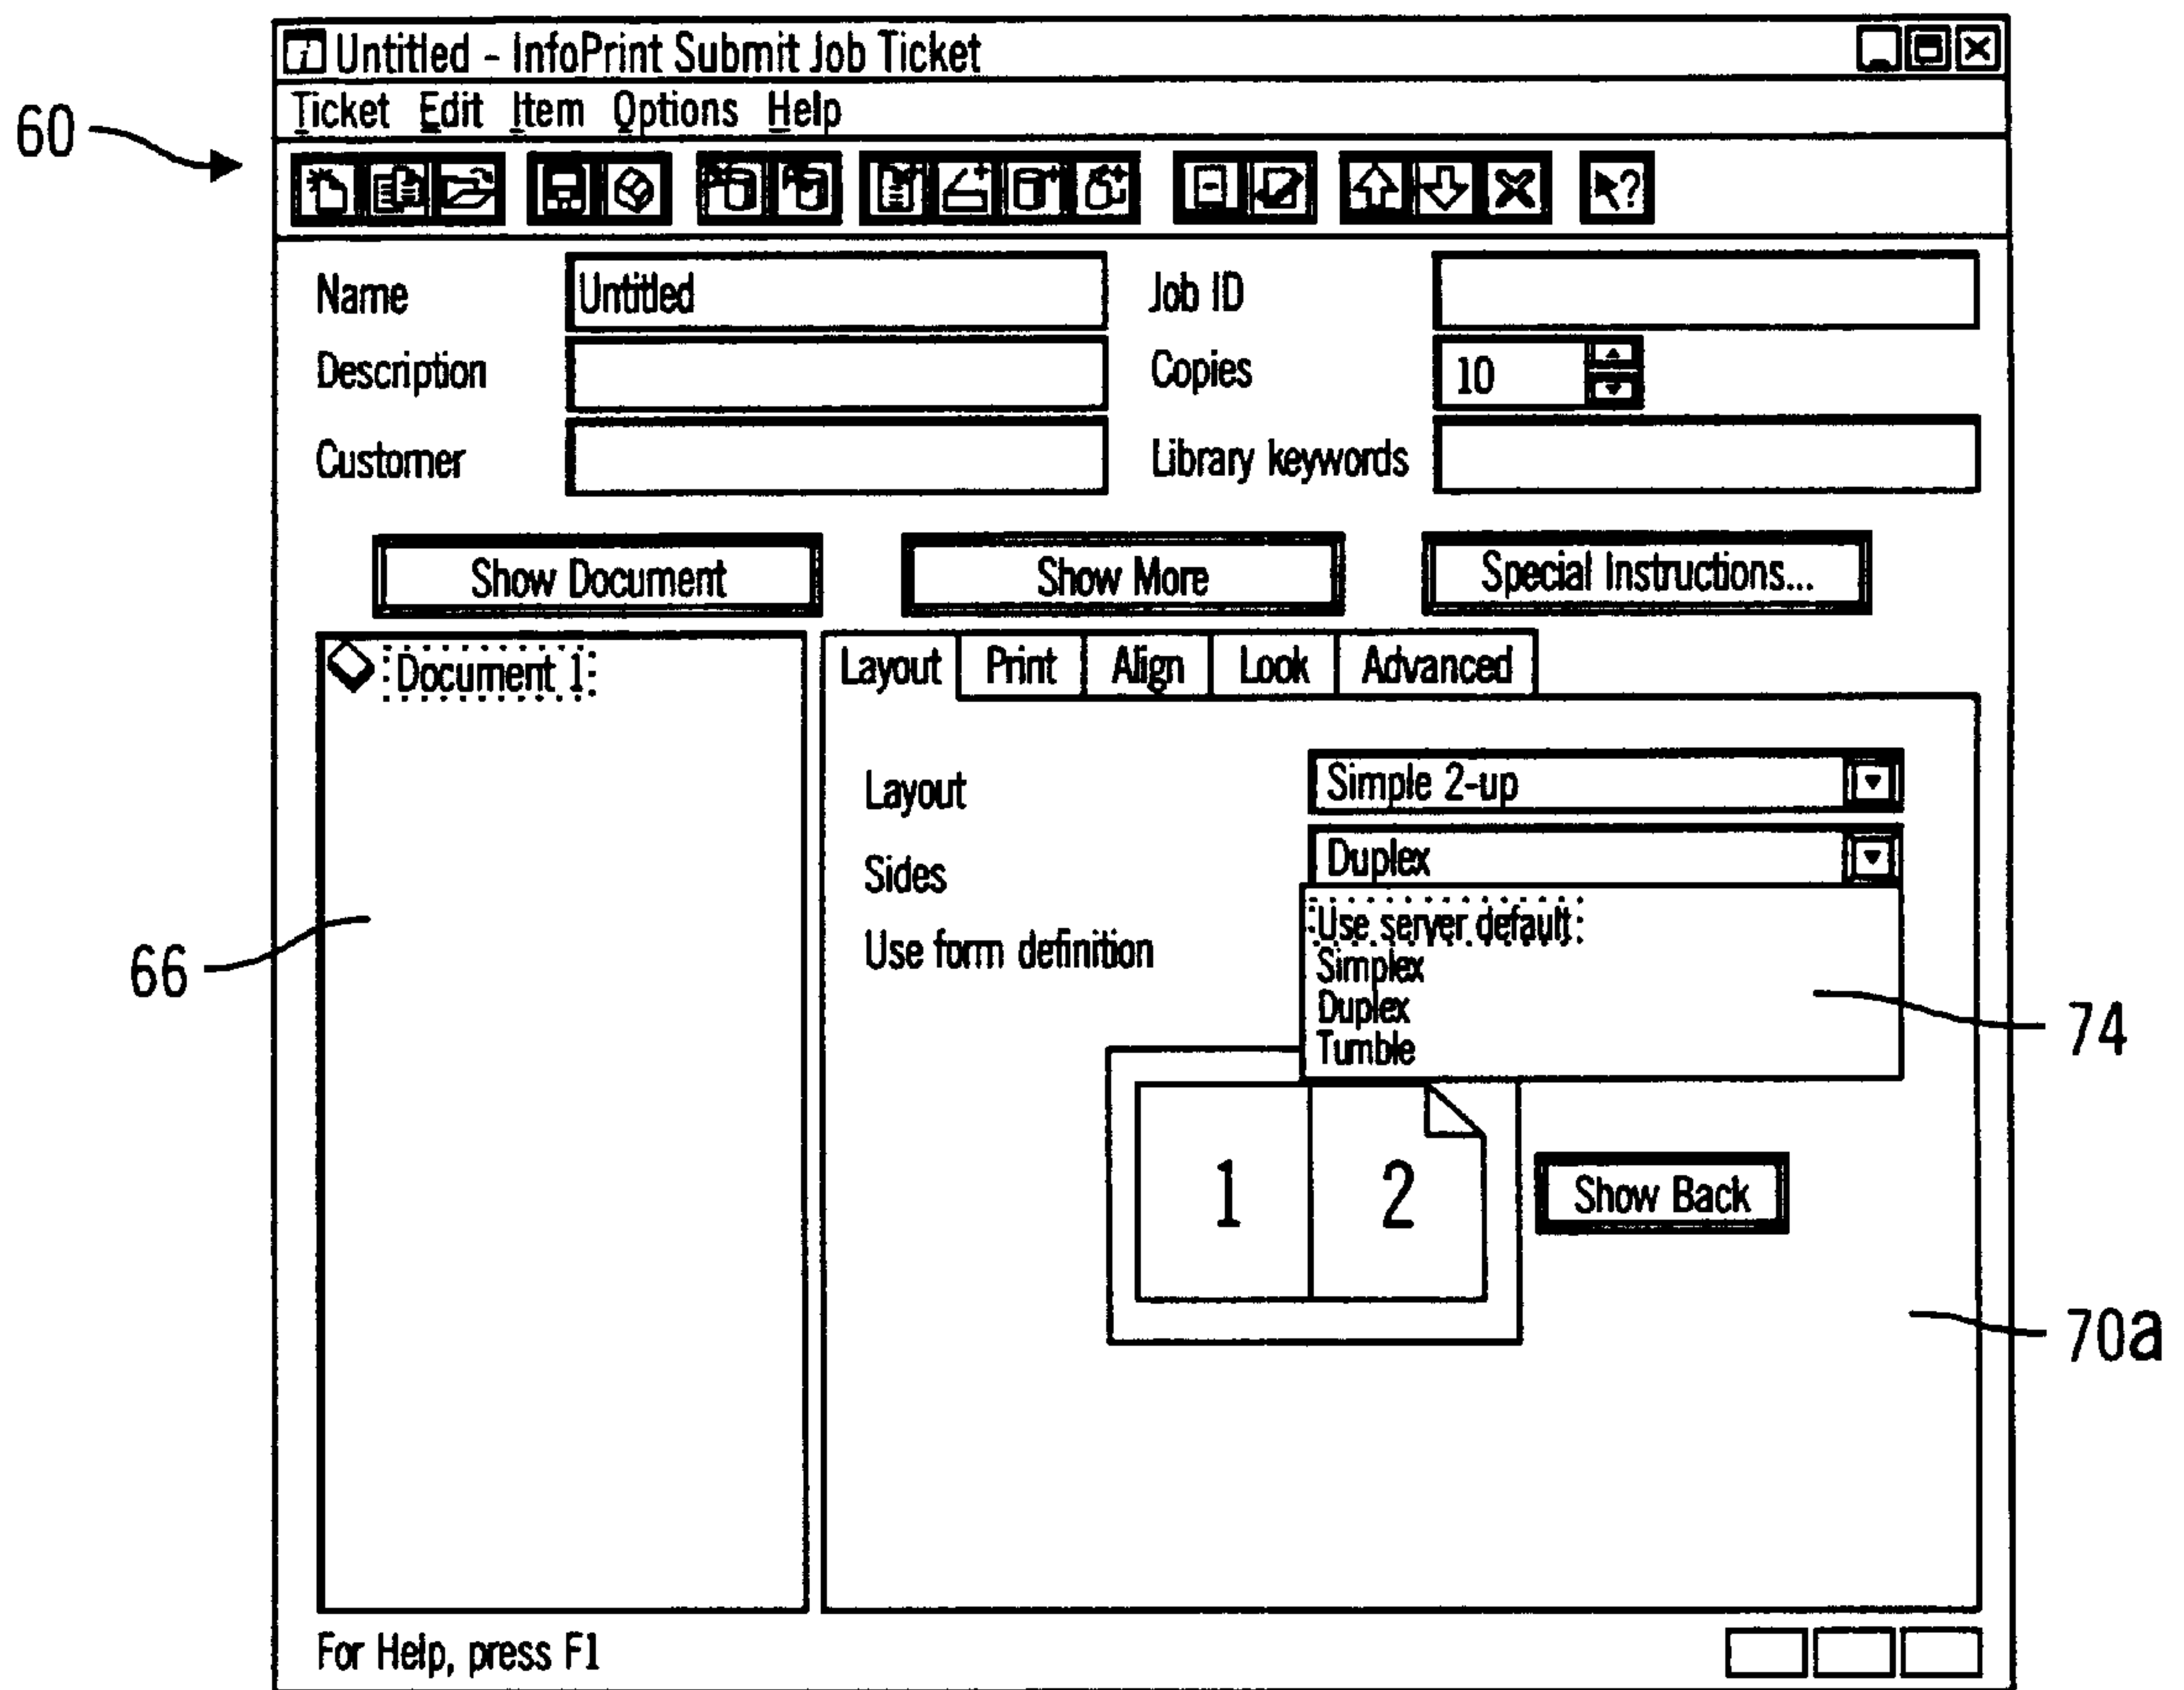 Untitled - InfoPrint Submit Job Ticket
Ticket Edit Item Options Help
60
Name Untitled Job ID
Description Copies 10
Customer Library keywords
Show Document Show More Special Instructions...
Document 1 Layout Print Align Look Advanced
Layout Simple 2-up
Sides Duplex
Use server default
Use form definition
Simplex
Duplex
Tumble
66
74
1 2 Show Back
70a
For Help, press F1